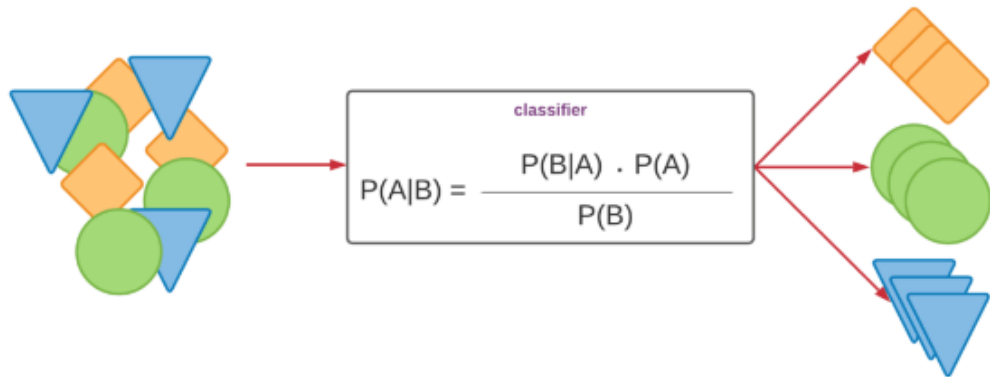 classifier
P(B|A) . P(A)
P(A|B) =
P(B)